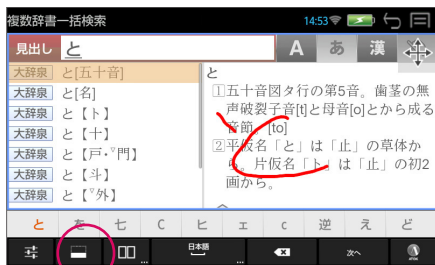 複数辞書一括検索 14:53
見出し と A あ 漢
大辞泉 と[五十音]
大辞泉 と[名]
大辞泉 と【ト】
大辞泉 と【十】
大辞泉 と【戸・▽門】
大辞泉 と【斗】
大辞泉 と【▽外】
と
1五十音図タ行の第5音。歯茎の無
声破裂子音[t]と母音[o]とから成る
音節。[to]
2平仮名「と」は「止」の草体か
ら。片仮名「ト」は「止」の初2
画から。
と を 七 C ヒ エ c 逆 え ど
日本語 次へ